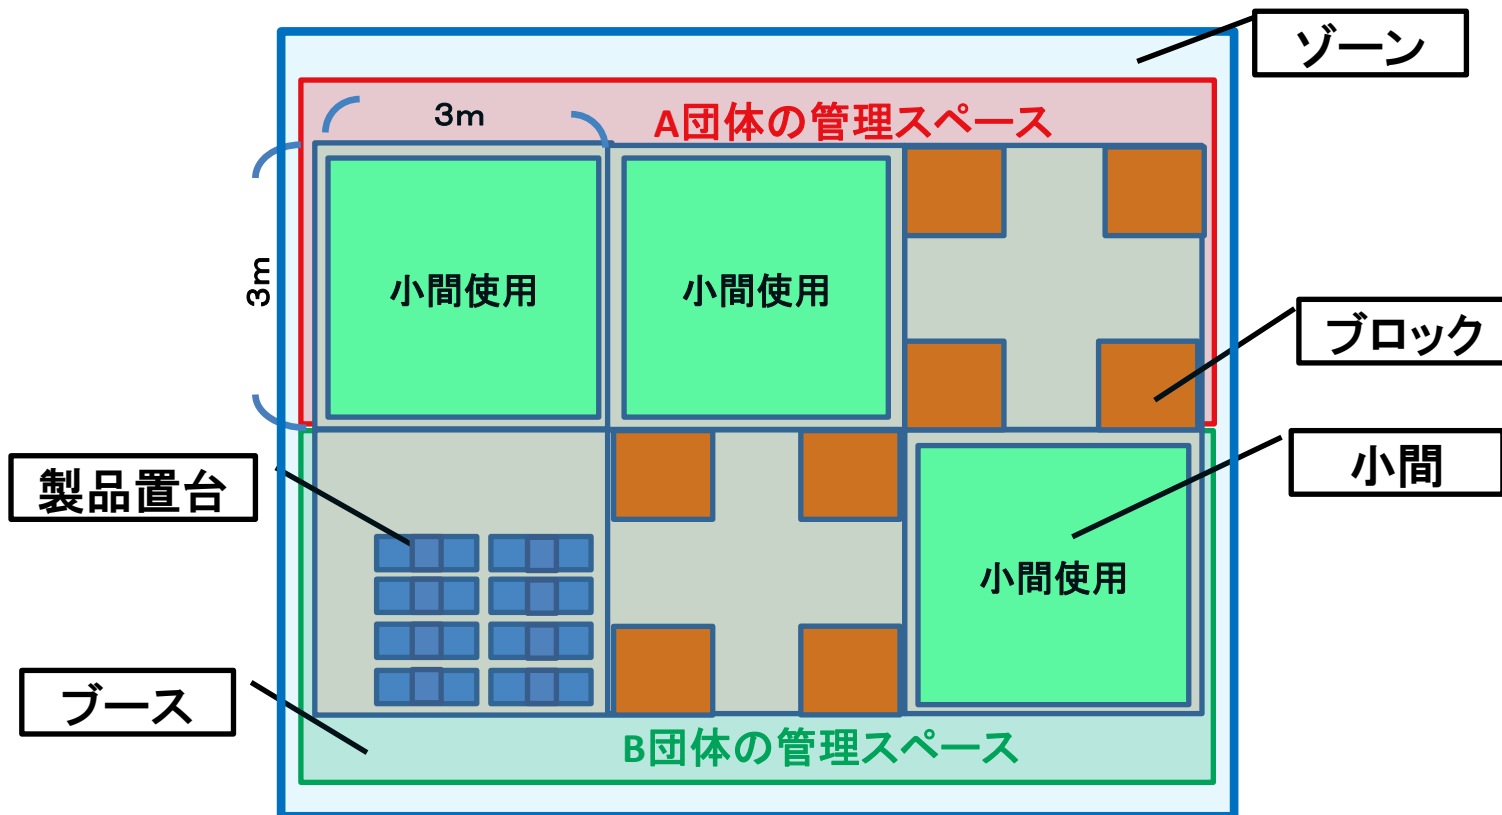 ゾーン
A団体の管理スペース
3m
3m
小間使用
小間使用
ブロック
小間
製品置台
小間使用
ブース
B団体の管理スペース